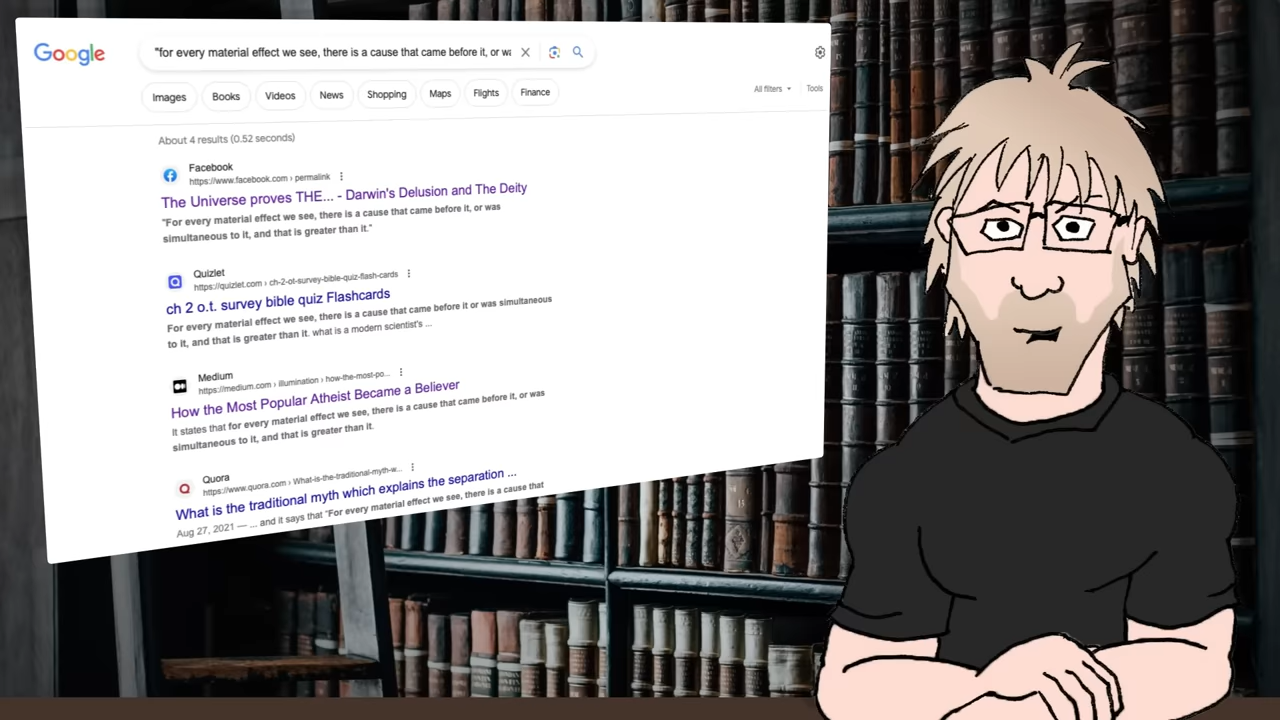 Google
"for every material effect we see, there is a cause that came before it, or wa
Images Books Videos News Shopping Maps Flights Finance
All filters Tools
About 4 results (0.52 seconds)
Facebook
https://www.facebook.com › permalink
The Universe proves THE... - Darwin's Delusion and The Deity
"For every material effect we see, there is a cause that came before it, or was
simultaneous to it, and that is greater than it."
Quizlet
https://quizlet.com › ch-2-ot-survey-bible-quiz-flash-cards
ch 2 o.t. survey bible quiz Flashcards
For every material effect we see, there is a cause that came before it or was simultaneous
to it, and that is greater than it. what is a modern scientist's ...
Medium
https://medium.com › illumination › how-the-most-po...
How the Most Popular Atheist Became a Believer
It states that for every material effect we see, there is a cause that came before it, or was
simultaneous to it, and that is greater than it.
Quora
https://www.quora.com › What-is-the-traditional-myth-w...
What is the traditional myth which explains the separation ...
Aug 27, 2021 — ... and it says that "For every material effect we see, there is a cause that